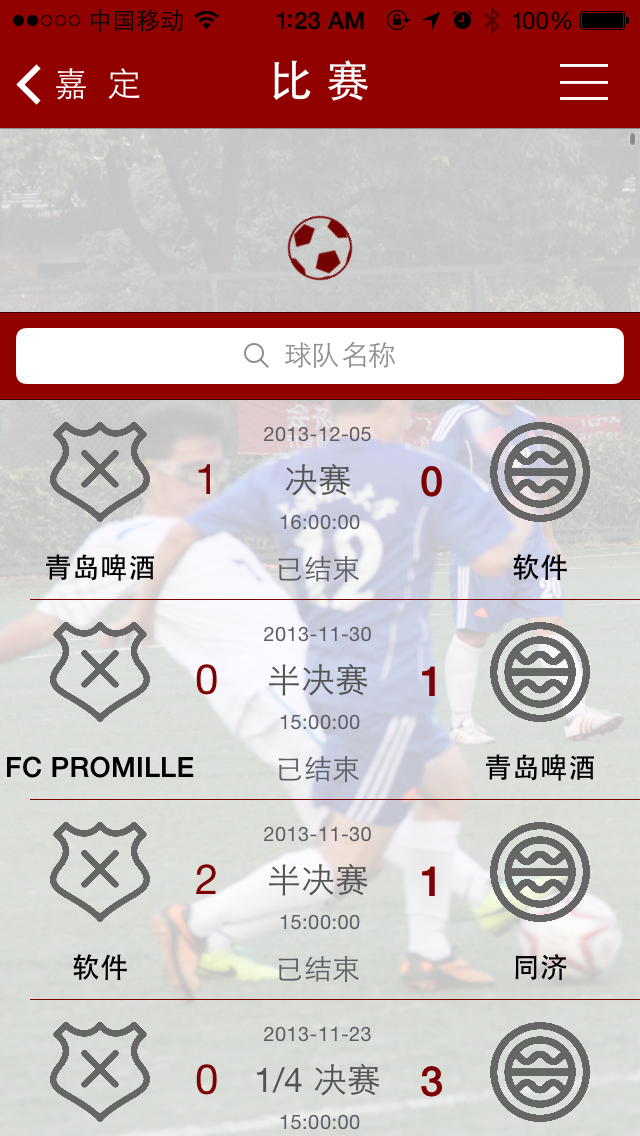 中国移动 1:23 AM 100%
嘉 定 比 赛
球队名称
2013-12-05
1 决赛 0
16:00:00
青岛啤酒 已结束 软件
2013-11-30
0 半决赛 1
15:00:00
FC PROMILLE 已结束 青岛啤酒
2013-11-30
2 半决赛 1
15:00:00
软件 已结束 同济
2013-11-23
0 1/4 决赛 3
15:00:00
12
20